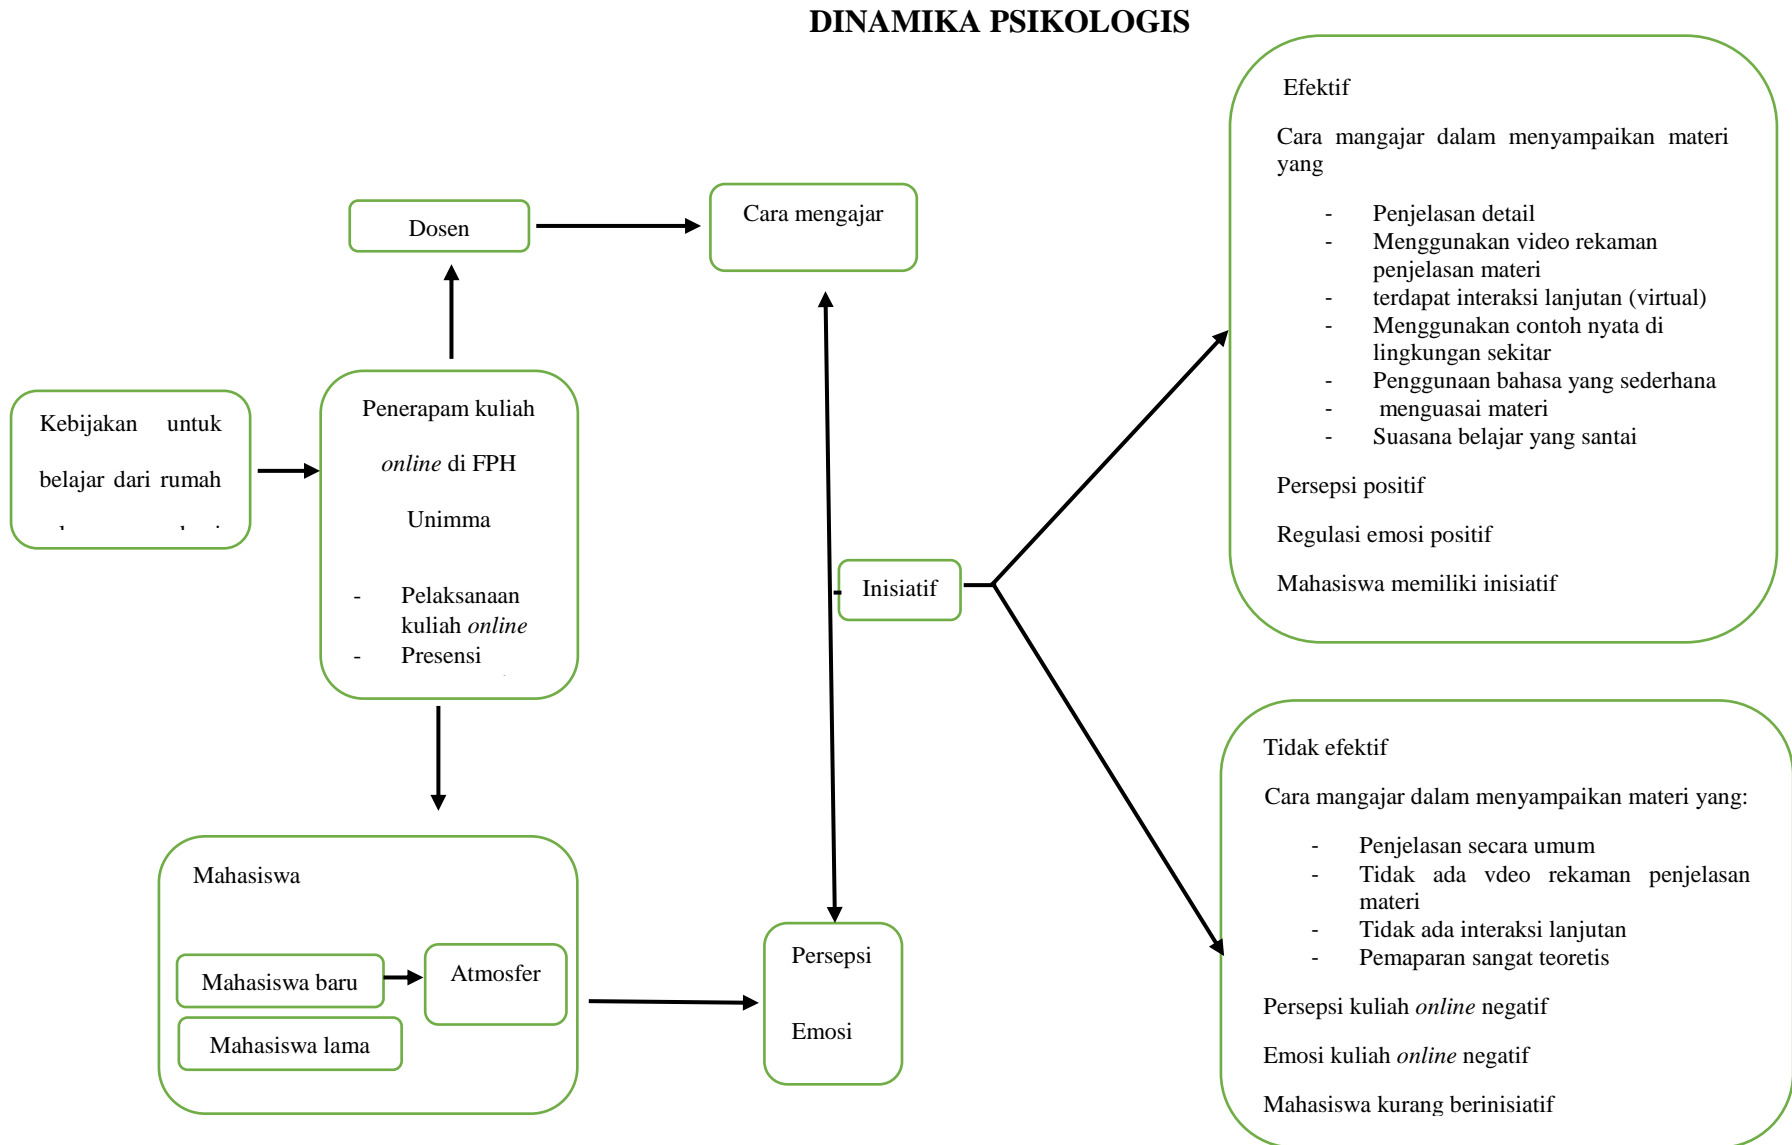 DINAMIKA PSIKOLOGIS
Kebijakan untuk
belajar dari rumah
Penerapam kuliah
online di FPH
Unimma
- Pelaksanaan
kuliah online
- Presensi
Dosen
Cara mengajar
Mahasiswa
Mahasiswa baru
Atmosfer
Mahasiswa lama
Persepsi
Emosi
Inisiatif
Efektif
Cara mangajar dalam menyampaikan materi
yang
- Penjelasan detail
- Menggunakan video rekaman
penjelasan materi
- terdapat interaksi lanjutan (virtual)
- Menggunakan contoh nyata di
lingkungan sekitar
- Penggunaan bahasa yang sederhana
- menguasai materi
- Suasana belajar yang santai
Persepsi positif
Regulasi emosi positif
Mahasiswa memiliki inisiatif
Tidak efektif
Cara mangajar dalam menyampaikan materi yang:
- Penjelasan secara umum
- Tidak ada vdeo rekaman penjelasan
materi
- Tidak ada interaksi lanjutan
- Pemaparan sangat teoretis
Persepsi kuliah online negatif
Emosi kuliah online negatif
Mahasiswa kurang berinisiatif